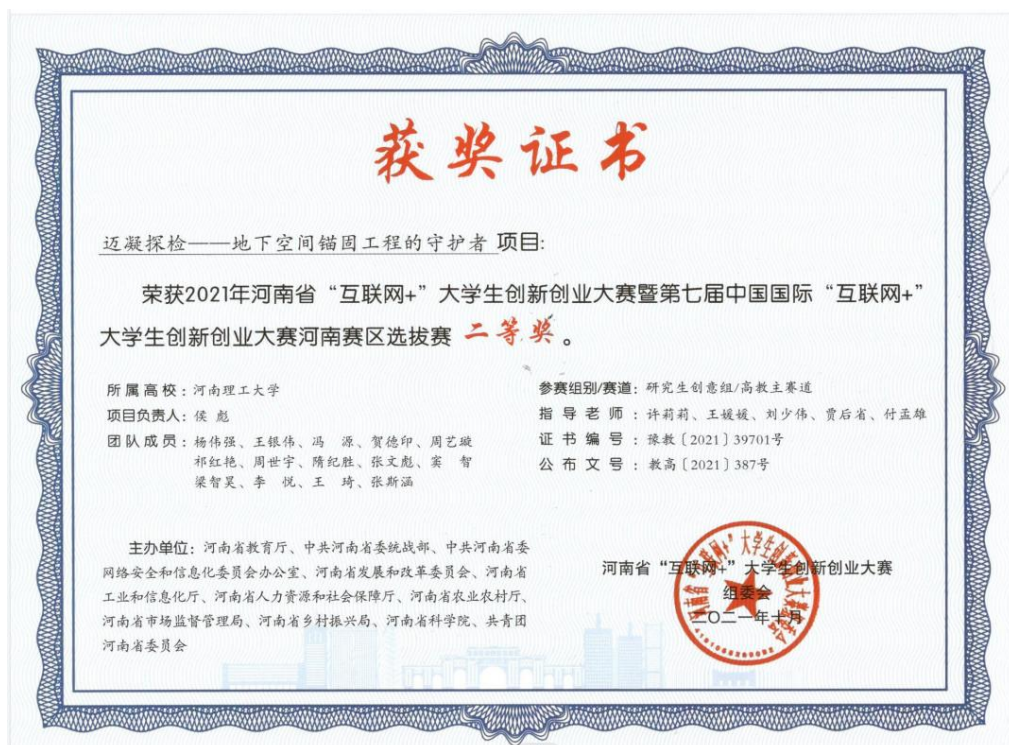 获奖证书
迈凝探检——地下空间锚固工程的守护者 项目:
荣获2021年河南省“互联网+”大学生创新创业大赛暨第七届中国国际“互联网+”
大学生创新创业大赛河南赛区选拔赛 二等奖 。
所属高校:河南理工大学
项目负责人:侯彪
团队成员:杨伟强、王银伟、冯 源、贺德印、周艺璇
祁红艳、周世宇、隋纪胜、张文彪、窦 智
梁智昊、李 悦、王 琦、张斯涵
参赛组别/赛道:研究生创意组/高教主赛道
指导老师:许莉莉、王媛媛、刘少伟、贾后省、付孟雄
证书编号:豫教〔2021〕39701号
公布文号:教高〔2021〕387号
主办单位:河南省教育厅、中共河南省委统战部、中共河南省委
网络安全和信息化委员会办公室、河南省发展和改革委员会、河南省
工业和信息化厅、河南省人力资源和社会保障厅、河南省农业农村厅、
河南省市场监督管理局、河南省乡村振兴局、河南省科学院、共青团
河南省委员会
河南省“互联网+”大学生创新创业大赛
组委会
二〇二一年十月